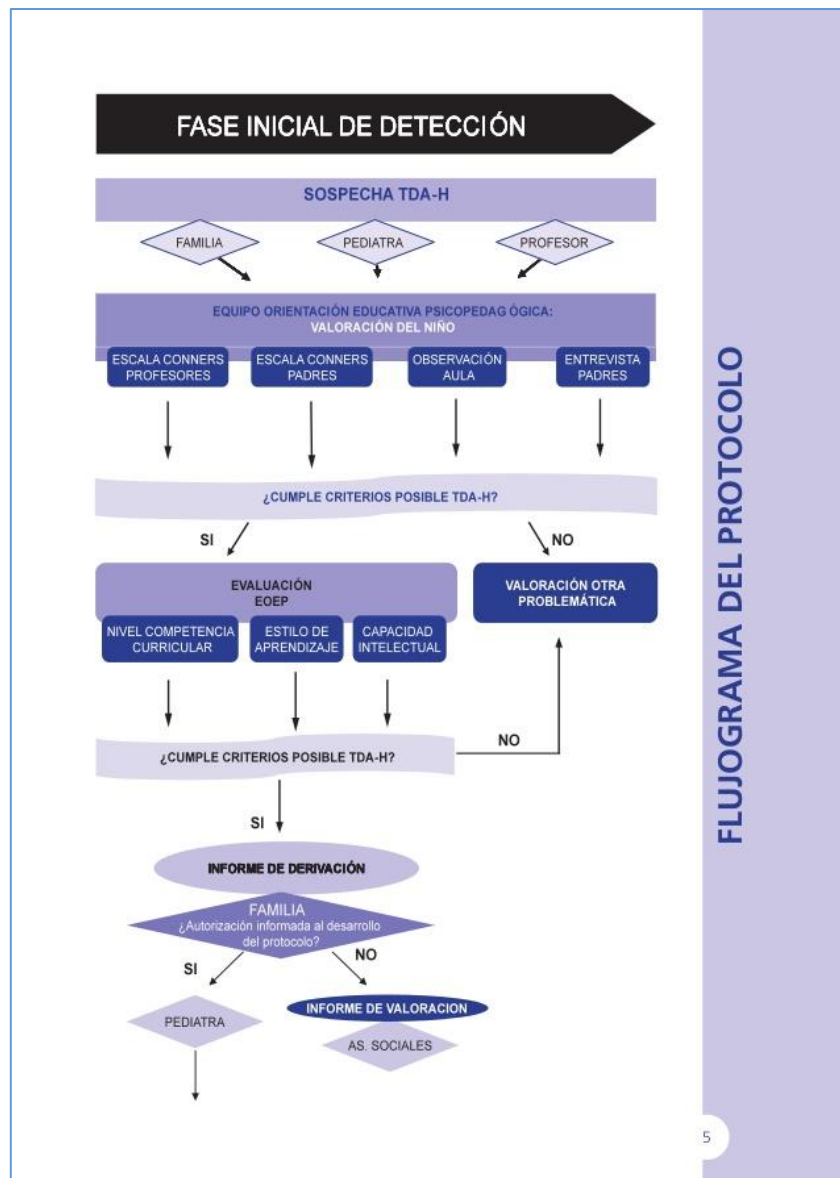 FASE INICIAL DE DETECCIÓN
SOSPECHA TDA-H
FAMILIA
PEDIATRA
PROFESOR
EQUIPO ORIENTACIÓN EDUCATIVA PSICOPEDAG ÓGICA:
VALORACIÓN DEL NIÑO
ESCALA CONNERS
PROFESORES
ESCALA CONNERS
PADRES
OBSERVACIÓN
AULA
ENTREVISTA
PADRES
¿CUMPLE CRITERIOS POSIBLE TDA-H?
SI
NO
EVALUACIÓN
EOEP
VALORACIÓN OTRA
PROBLEMÁTICA
NIVEL COMPETENCIA
CURRICULAR
ESTILO DE
APRENDIZAJE
CAPACIDAD
INTELECTUAL
¿CUMPLE CRITERIOS POSIBLE TDA-H?
NO
SI
INFORME DE DERIVACIÓN
FAMILIA
¿Autorización informada al desarrollo
del protocolo?
SI
NO
PEDIATRA
INFORME DE VALORACION
AS. SOCIALES
FLUJOGRAMA DEL PROTOCOLO
5